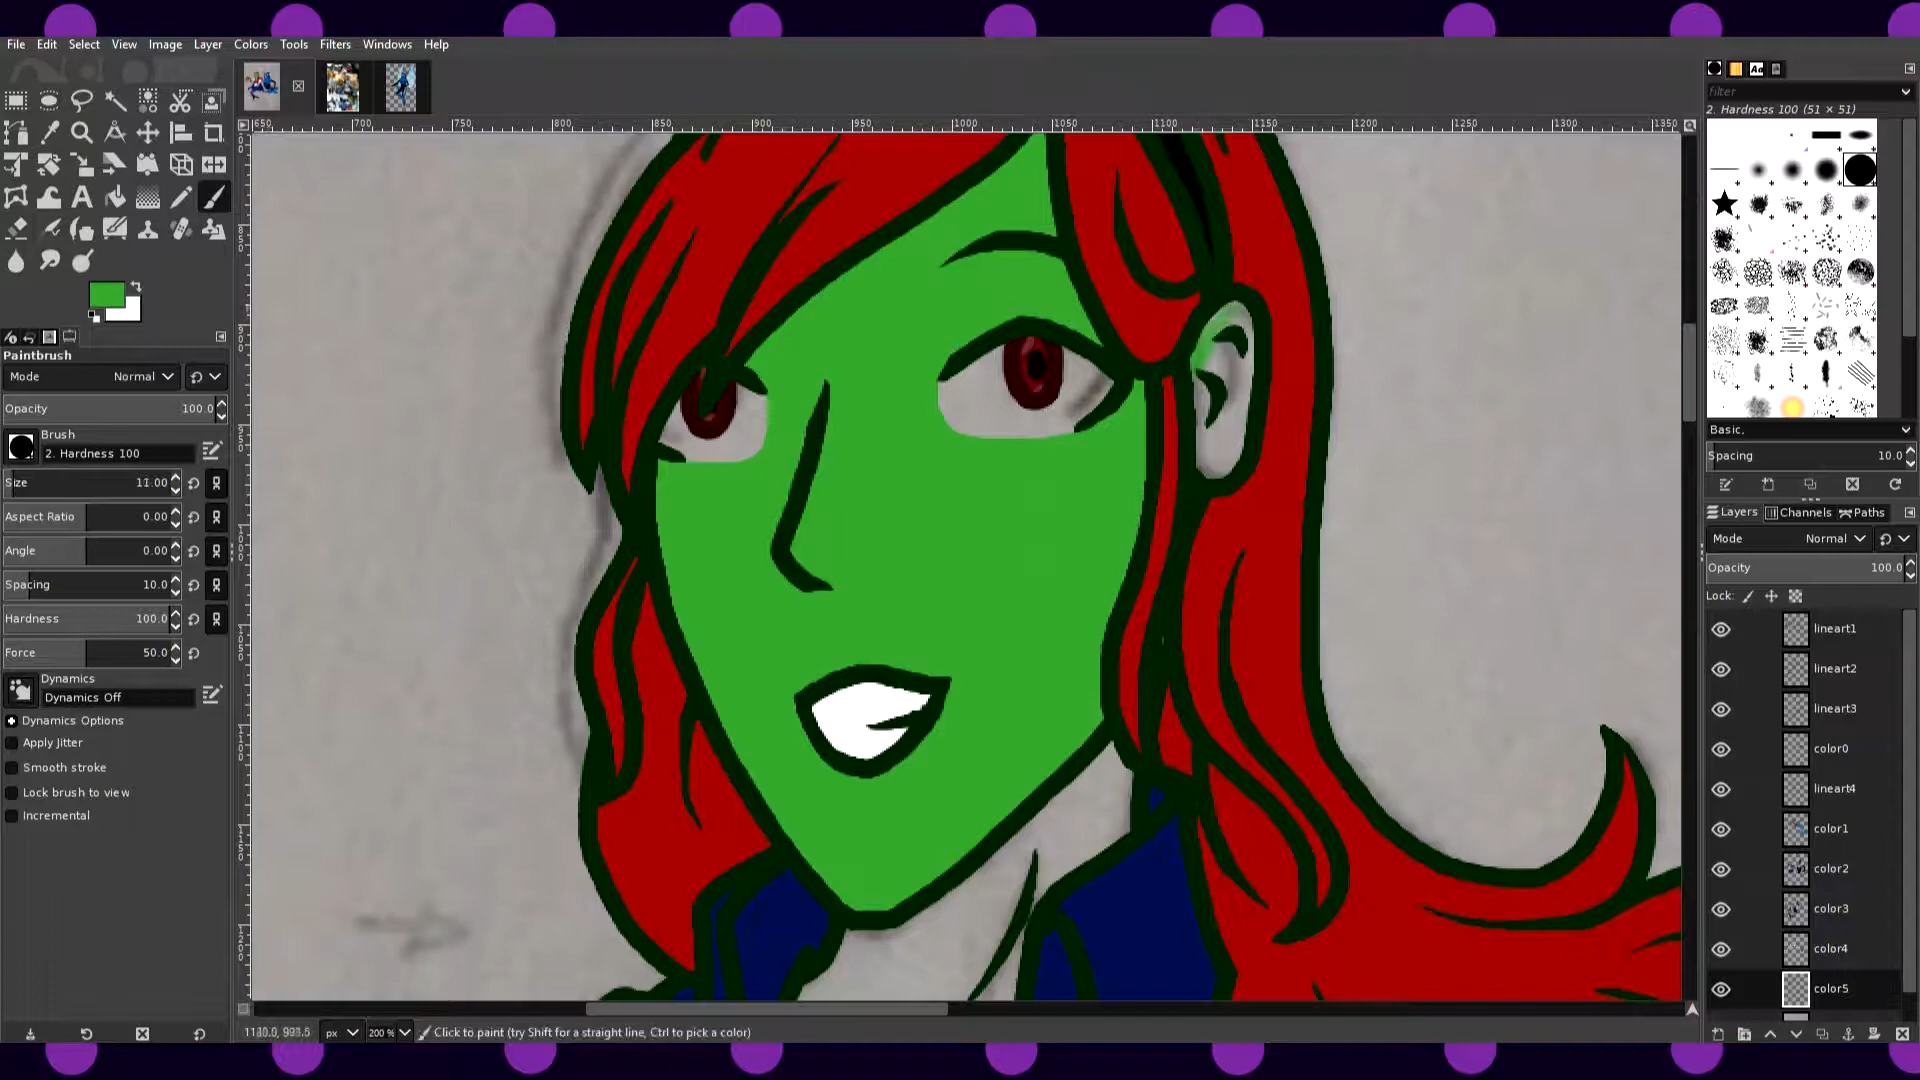 File Edit Select View Image Layer Colors Tools Filters Windows Help
filter
2. Hardness 100 (51 × 51)
650 700 750 800 850 900 950 1000 1050 1100 1150 1200 1250 1300 1350
Paintbrush
Mode Normal
Opacity 100.0
Brush
2. Hardness 100
Size 11.00
Aspect Ratio 0.00
Angle 0.00
Spacing 10.0
Hardness 100.0
Force 50.0
Dynamics
Dynamics Off
Dynamics Options
Apply Jitter
Smooth stroke
Lock brush to view
Incremental
Basic,
Spacing 10.0
Layers Channels Paths
Mode Normal
Opacity 100.0
Lock:
lineart1
lineart2
lineart3
color0
lineart4
color1
color2
color3
color4
color5
px 200 % Click to paint (try Shift for a straight line, Ctrl to pick a color)